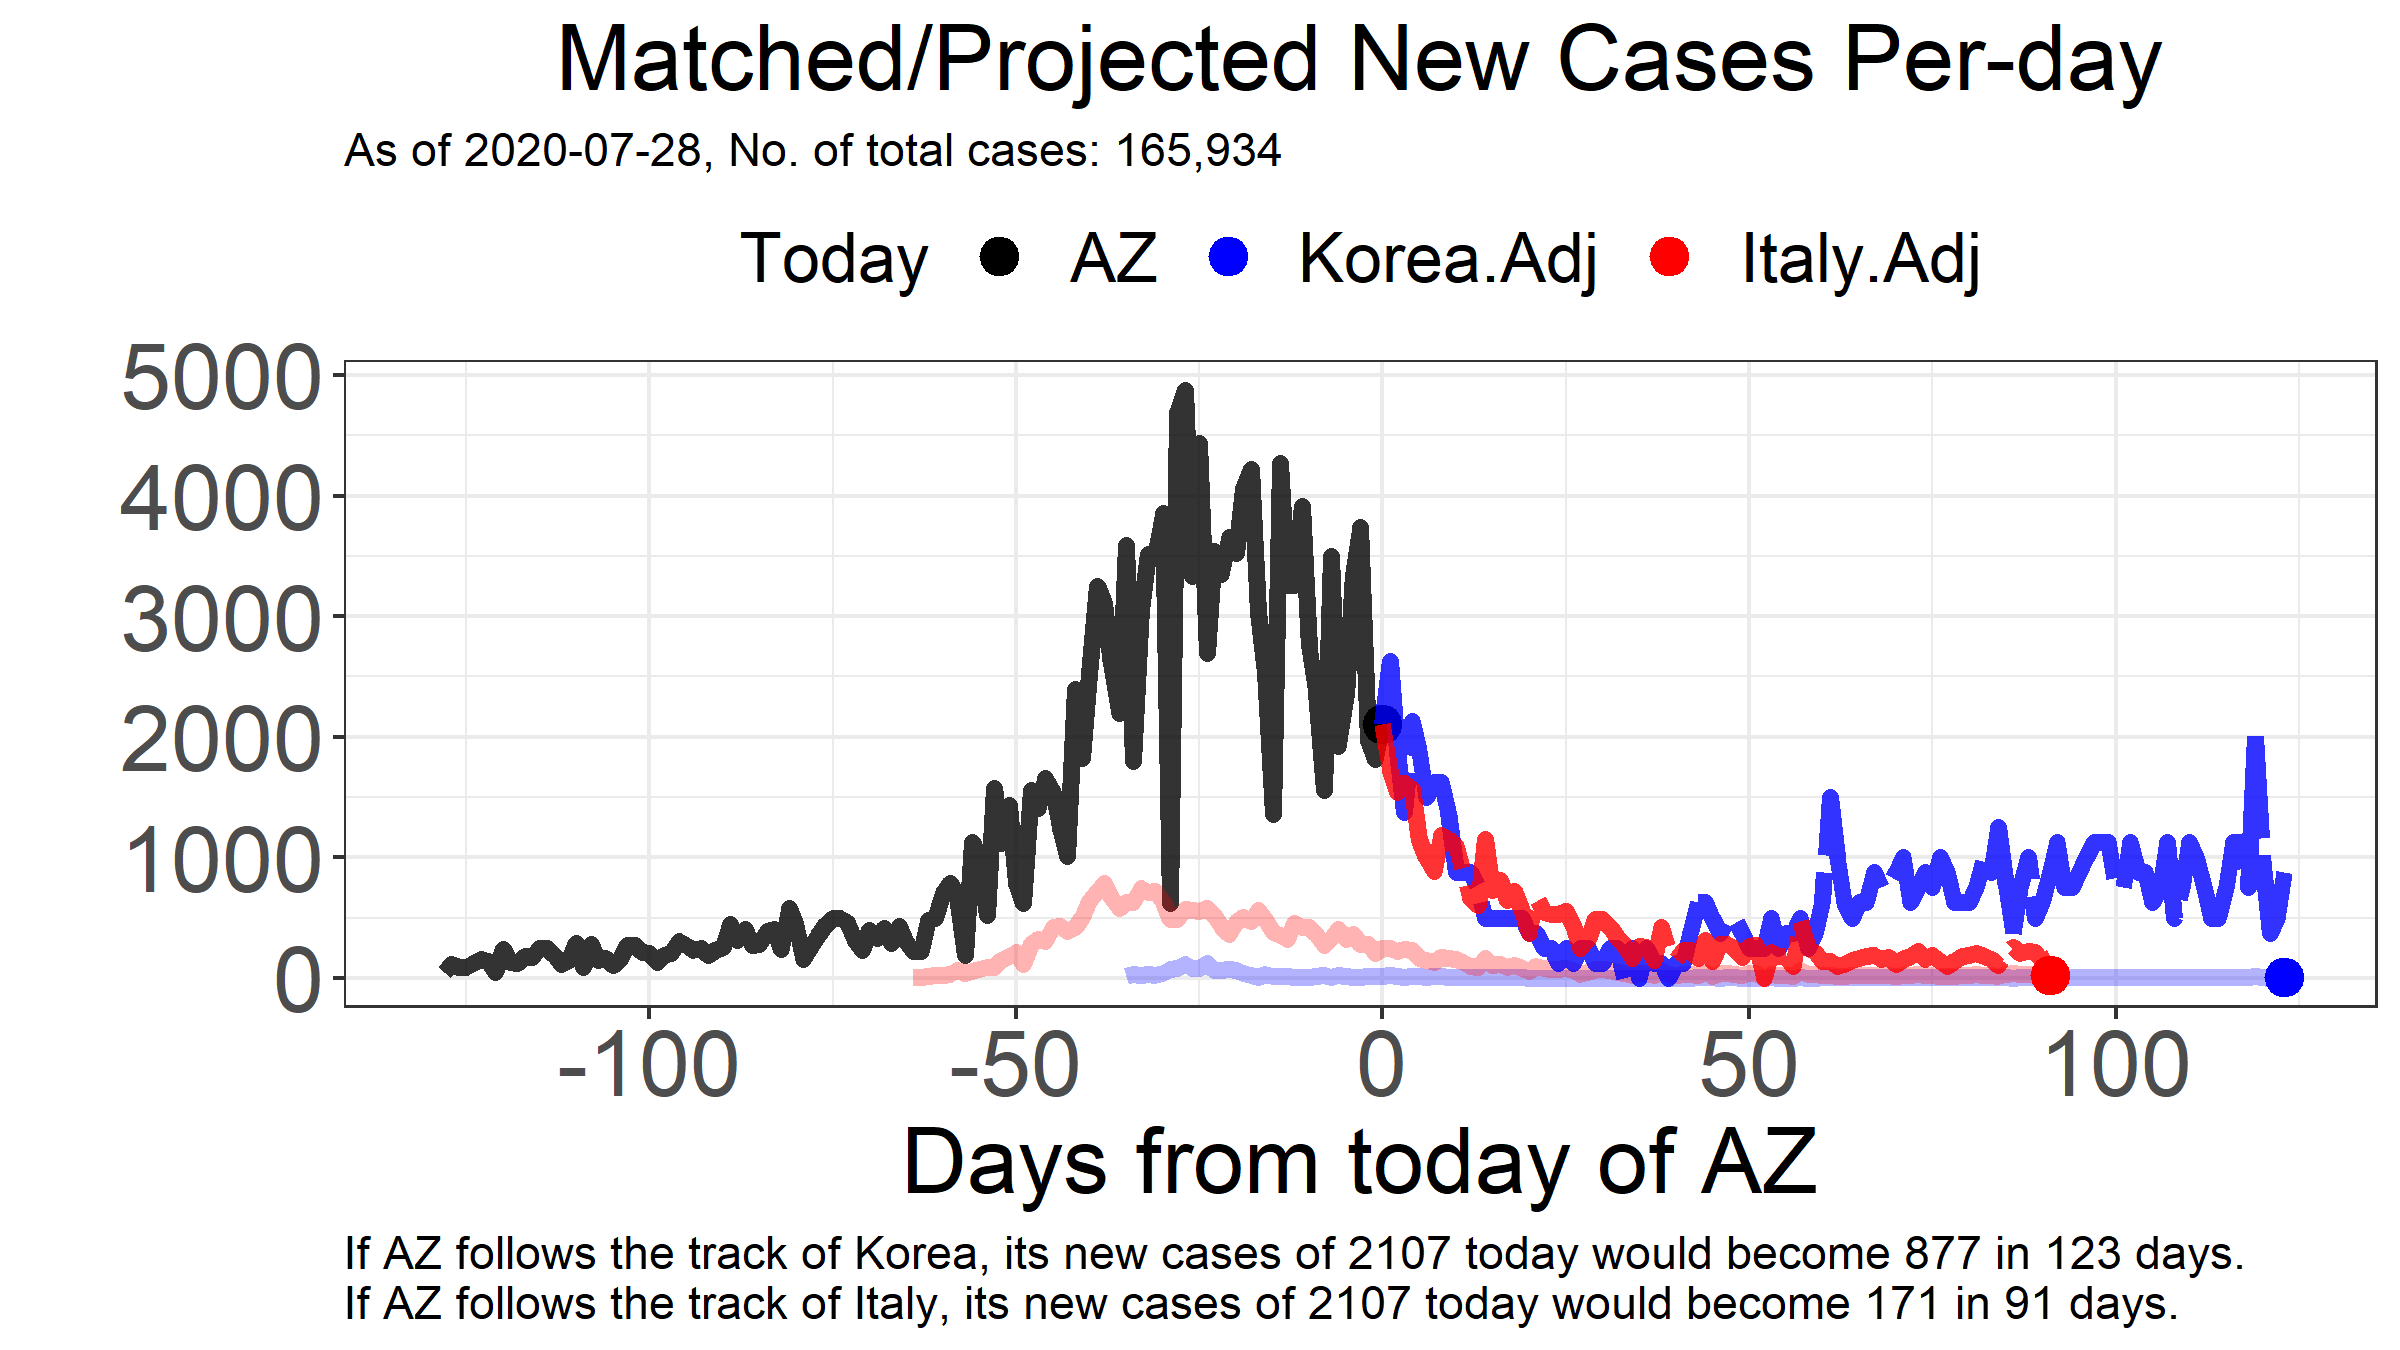 Matched/Projected New Cases Per-day
As of 2020-07-28, No. of total cases: 165,934
Today AZ Korea.Adj Italy.Adj
5000
4000
3000
2000
1000
0
-100 -50 0 50 100
Days from today of AZ
If AZ follows the track of Korea, its new cases of 2107 today would become 877 in 123 days.
If AZ follows the track of Italy, its new cases of 2107 today would become 171 in 91 days.